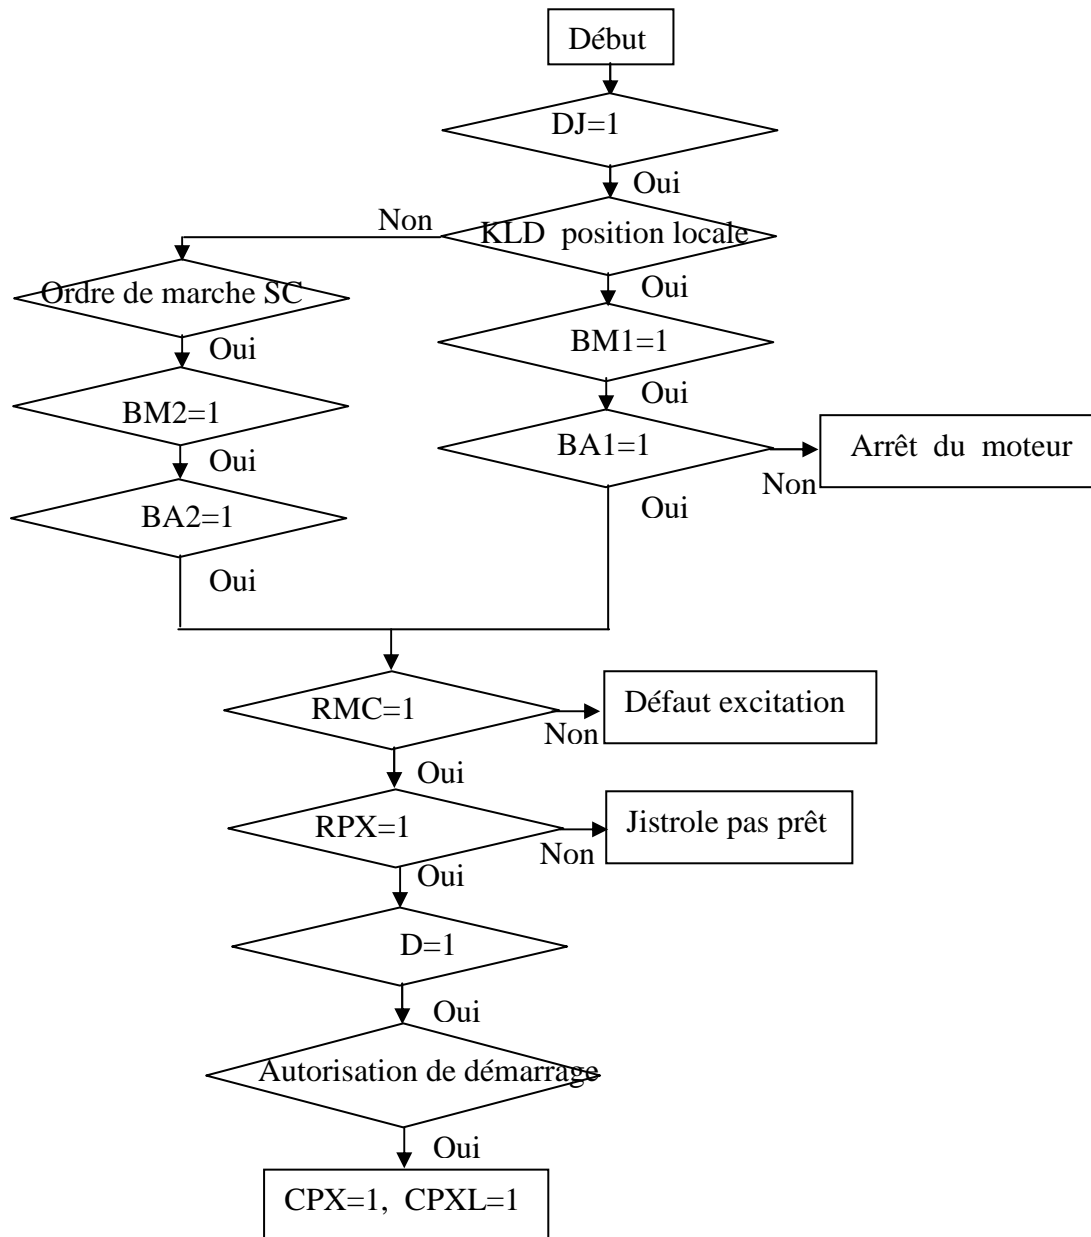 Début
DJ=1
Oui
Non
KLD position locale
Oui
Ordre de marche SC
Oui
BM1=1
Oui
BM2=1
Oui
BA1=1
Non
Arrêt du moteur
Oui
BA2=1
Oui
RMC=1
Non
Défaut excitation
Oui
RPX=1
Non
Jistrole pas prêt
Oui
D=1
Oui
Autorisation de démarrage
Oui
CPX=1, CPXL=1